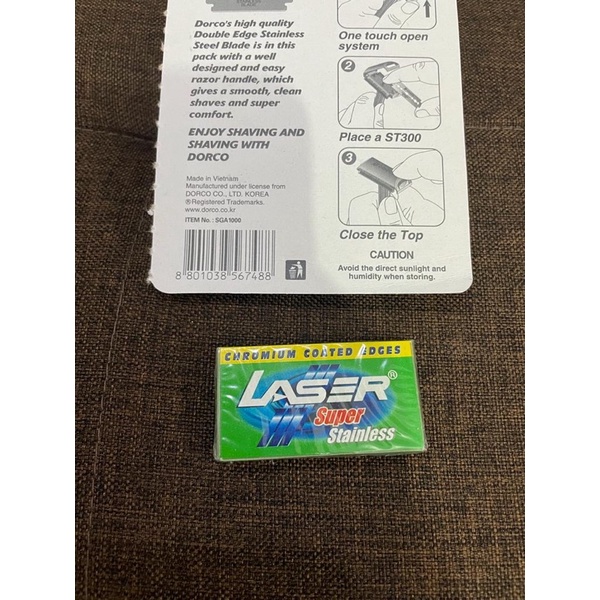 Dorco's high quality
Double Edge Stainless
Steel Blade is in this
pack with a well
designed and easy
razor handle, which
gives a smooth, clean
shaves and super
comfort.
ENJOY SHAVING AND
SHAVING WITH
DORCO
Made in Vietnam
Manufactured under license from
DORCO CO., LTD. KOREA
®Registered Trademarks.
www.dorco.co.kr
ITEM No.: SGA1000
8 801038 567488
One touch open
system
2
Place a ST300
3
Close the Top
CAUTION
Avoid the direct sunlight and
humidity when storing.
CHROMIUM COATED EDGES
LASER®
Super
Stainless